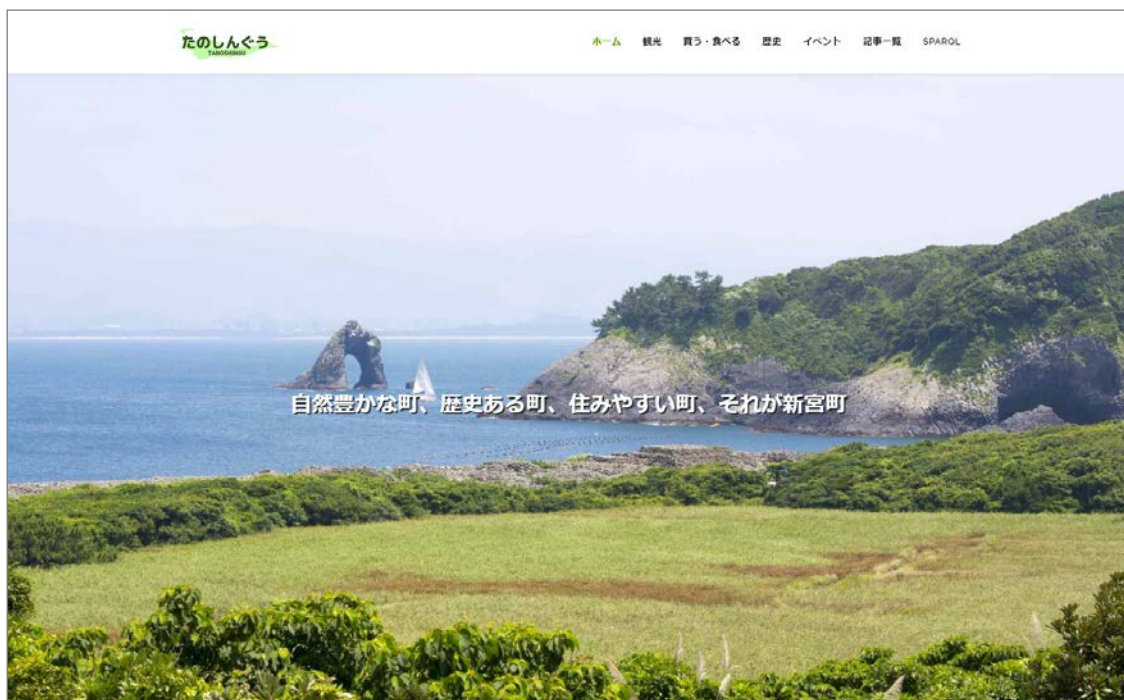 たのしんぐう
TANOSHINGU
ホーム 観光 買う・食べる 歴史 イベント 記事一覧 SPARQL
自然豊かな町、歴史ある町、住みやすい町、それが新宮町